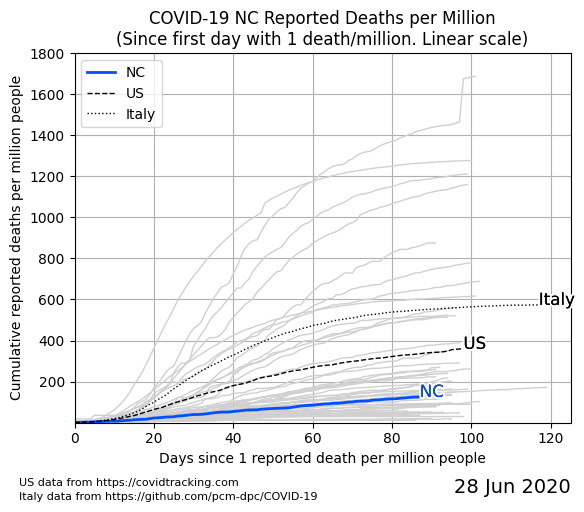 COVID-19 NC Reported Deaths per Million
(Since first day with 1 death/million. Linear scale)
Cumulative reported deaths per million people
1800
1600
1400
1200
1000
800
600
400
200
NC
US
Italy
Italy
US
NC
0
20
40
60
80
100
120
Days since 1 reported death per million people
US data from https://covidtracking.com
Italy data from https://github.com/pcm-dpc/COVID-19
28 Jun 2020